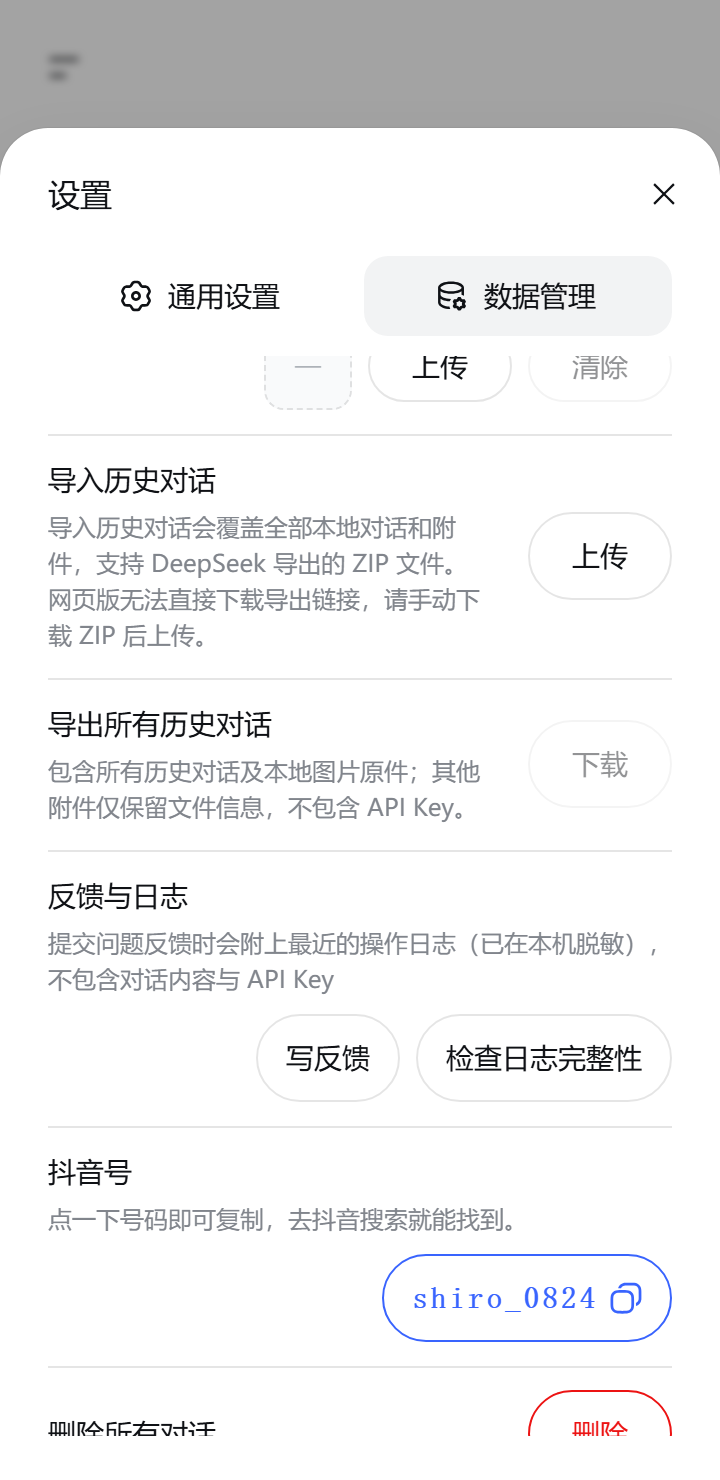 设置
通用设置
数据管理
上传
清除
导入历史对话
导入历史对话会覆盖全部本地对话和附
件，支持 DeepSeek 导出的 ZIP 文件。
网页版无法直接下载导出链接，请手动下
载 ZIP 后上传。
上传
导出所有历史对话
包含所有历史对话及本地图片原件；其他
附件仅保留文件信息，不包含 API Key。
下载
反馈与日志
提交问题反馈时会附上最近的操作日志（已在本机脱敏），
不包含对话内容与 API Key
写反馈
检查日志完整性
抖音号
点一下号码即可复制，去抖音搜索就能找到。
shiro_0824
删除所有对话
删除